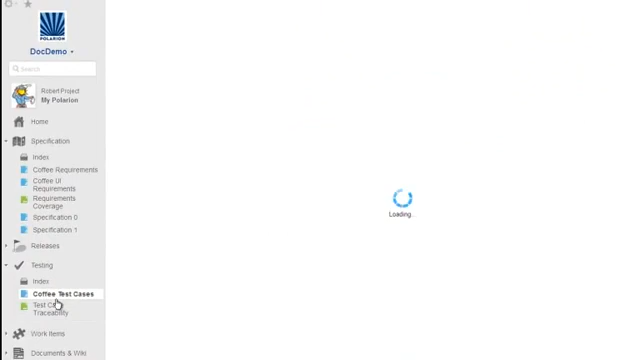 POLARION
DocDemo
Search
Robert Project
My Polarion
Home
Specification
Index
Coffee Requirements
Coffee UI
Requirements
Requirements
Coverage
Specification 0
Specification 1
Releases
Testing
Index
Coffee Test Cases
Test
Traceability
Work Items
Documents & Wiki
Loading..